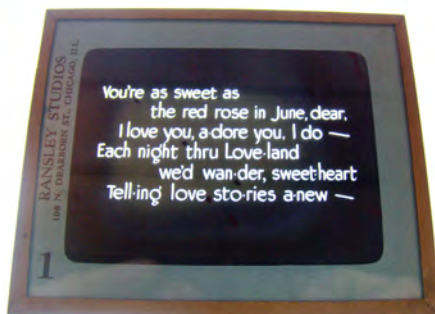 RANSLEY STUDIOS
108 N. DEARBORN ST., CHICAGO, ILL.
1
You're as sweet as
the red rose in June, dear,
I love you, a-dore you, I do —
Each night thru Love-land
we'd wan-der, sweet-heart
Tell-ing love sto-ries a-new —